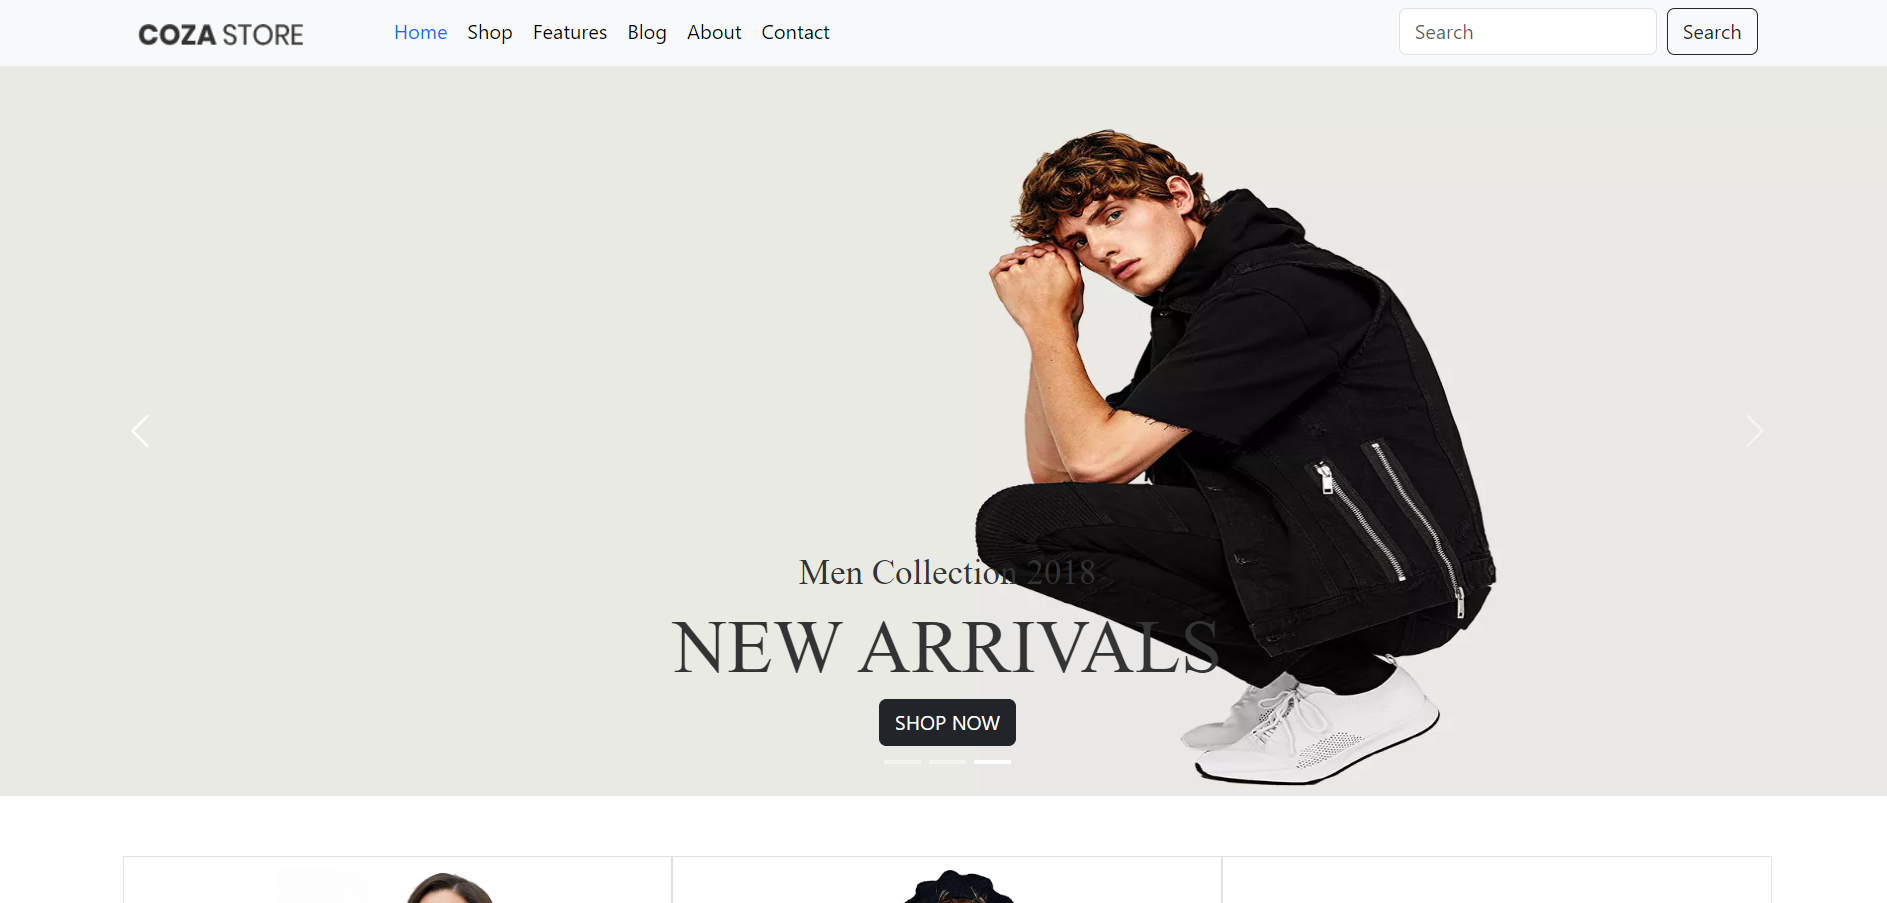 COZA STORE
Home Shop Features Blog About Contact
Search
Search
Men Collection 2018
NEW ARRIVALS
SHOP NOW